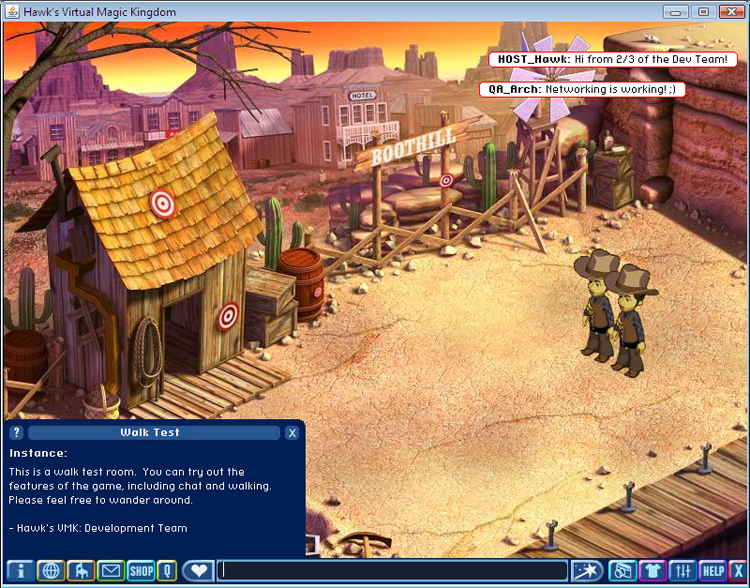 Hawk's Virtual Magic Kingdom
HOST_Hawk: Hi from 2/3 of the Dev Team!
QA_Arch: Networking is working! ;)
HOTEL
BOOTHILL
? Walk Test X
Instance:
This is a walk test room. You can try out the
features of the game, including chat and walking.
Please feel free to wander around.
- Hawk's VMK: Development Team
i SHOP Q HELP X